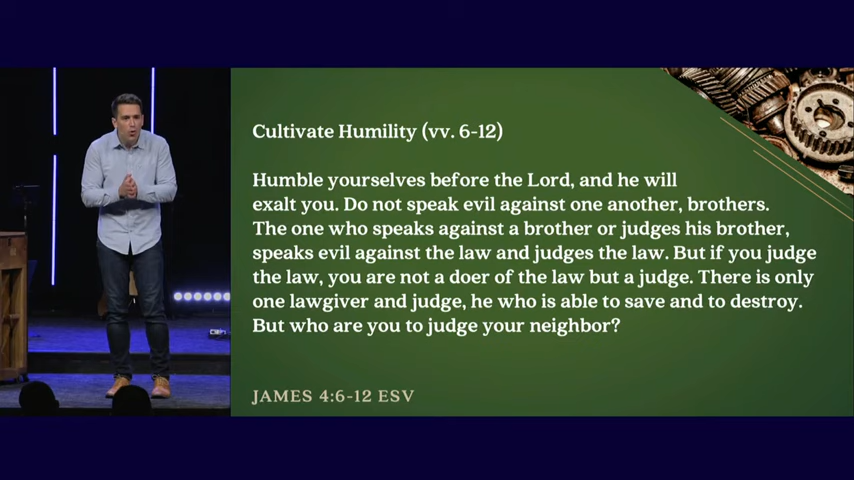 Cultivate Humility (vv. 6-12)
Humble yourselves before the Lord, and he will
exalt you. Do not speak evil against one another, brothers.
The one who speaks against a brother or judges his brother,
speaks evil against the law and judges the law. But if you judge
the law, you are not a doer of the law but a judge. There is only
one lawgiver and judge, he who is able to save and to destroy.
But who are you to judge your neighbor?
JAMES 4:6-12 ESV